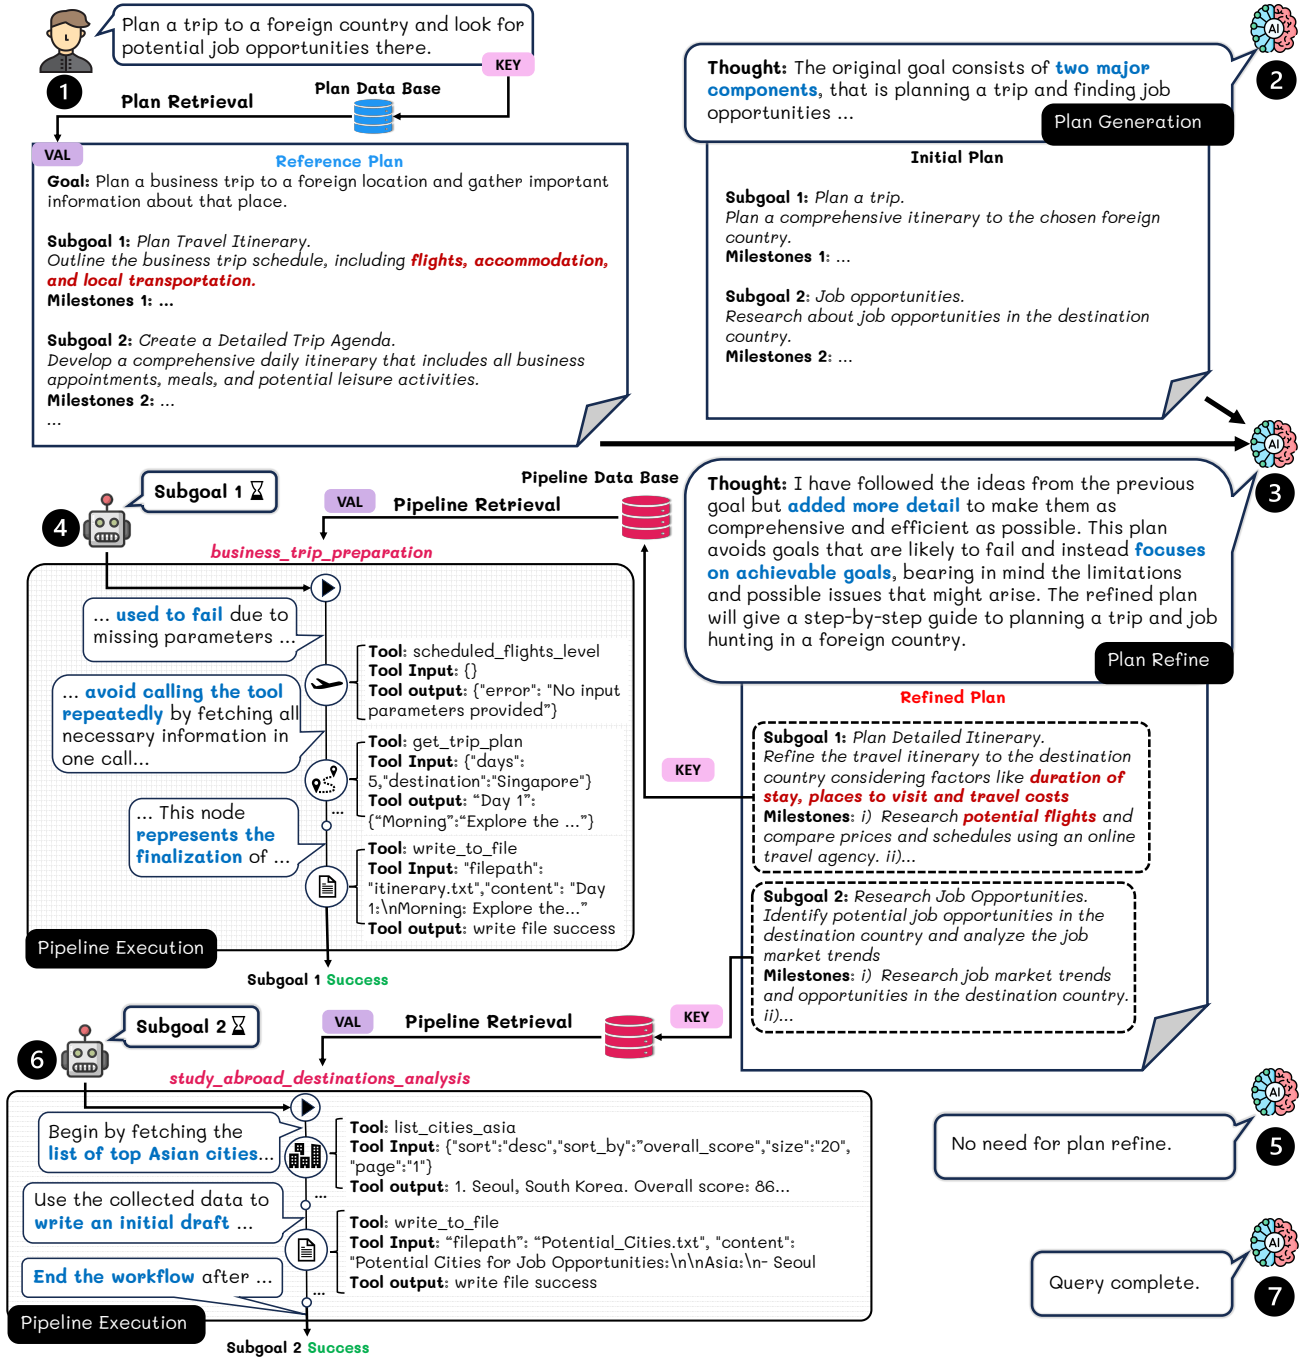 Plan a trip to a foreign country and look for
potential job opportunities there.
KEY
1
Plan Data Base
Plan Retrieval
VAL
Reference Plan
Goal: Plan a business trip to a foreign location and gather important
information about that place.
Subgoal 1: Plan Travel Itinerary.
Outline the business trip schedule, including flights, accommodation,
and local transportation.
Milestones 1: ...
Subgoal 2: Create a Detailed Trip Agenda.
Develop a comprehensive daily itinerary that includes all business
appointments, meals, and potential leisure activities.
Milestones 2: ...
...
AI
2
Thought: The original goal consists of two major
components, that is planning a trip and finding job
opportunities ...
Plan Generation
Initial Plan
Subgoal 1: Plan a trip.
Plan a comprehensive itinerary to the chosen foreign
country.
Milestones 1: ...
Subgoal 2: Job opportunities.
Research about job opportunities in the destination
country.
Milestones 2: ...
AI
3
Thought: I have followed the ideas from the previous
goal but added more detail to make them as
comprehensive and efficient as possible. This plan
avoids goals that are likely to fail and instead focuses
on achievable goals, bearing in mind the limitations
and possible issues that might arise. The refined plan
will give a step-by-step guide to planning a trip and job
hunting in a foreign country.
Plan Refine
Refined Plan
Subgoal 1: Plan Detailed Itinerary.
Refine the travel itinerary to the destination
country considering factors like duration of
stay, places to visit and travel costs
Milestones: i) Research potential flights and
compare prices and schedules using an online
travel agency. ii)...
Subgoal 2: Research Job Opportunities.
Identify potential job opportunities in the
destination country and analyze the job
market trends
Milestones: i) Research job market trends
and opportunities in the destination country.
ii)...
KEY
KEY
4
Subgoal 1
Pipeline Data Base
VAL
Pipeline Retrieval
business_trip_preparation
... used to fail due to
missing parameters ...
Tool: scheduled_flights_level
Tool Input: {}
Tool output: {"error": "No input
parameters provided"}
... avoid calling the tool
repeatedly by fetching all
necessary information in
one call...
Tool: get_trip_plan
Tool Input: {"days":
5,"destination":"Singapore"}
Tool output: "Day 1":
{"Morning":"Explore the ..."}
...
... This node
represents the
finalization of ...
Tool: write_to_file
Tool Input: "filepath":
"itinerary.txt","content": "Day
1:\nMorning: Explore the..."
Tool output: write file success
Pipeline Execution
Subgoal 1 Success
6
Subgoal 2
VAL
Pipeline Retrieval
study_abroad_destinations_analysis
Begin by fetching the
list of top Asian cities...
Tool: list_cities_asia
Tool Input: {"sort":"desc","sort_by":"overall_score","size":"20",
"page":"1"}
Tool output: 1. Seoul, South Korea. Overall score: 86...
...
Use the collected data to
write an initial draft ...
Tool: write_to_file
Tool Input: "filepath": "Potential_Cities.txt", "content":
"Potential Cities for Job Opportunities:\n\nAsia:\n- Seoul
Tool output: write file success
...
End the workflow after ...
Pipeline Execution
Subgoal 2 Success
AI
5
No need for plan refine.
AI
7
Query complete.